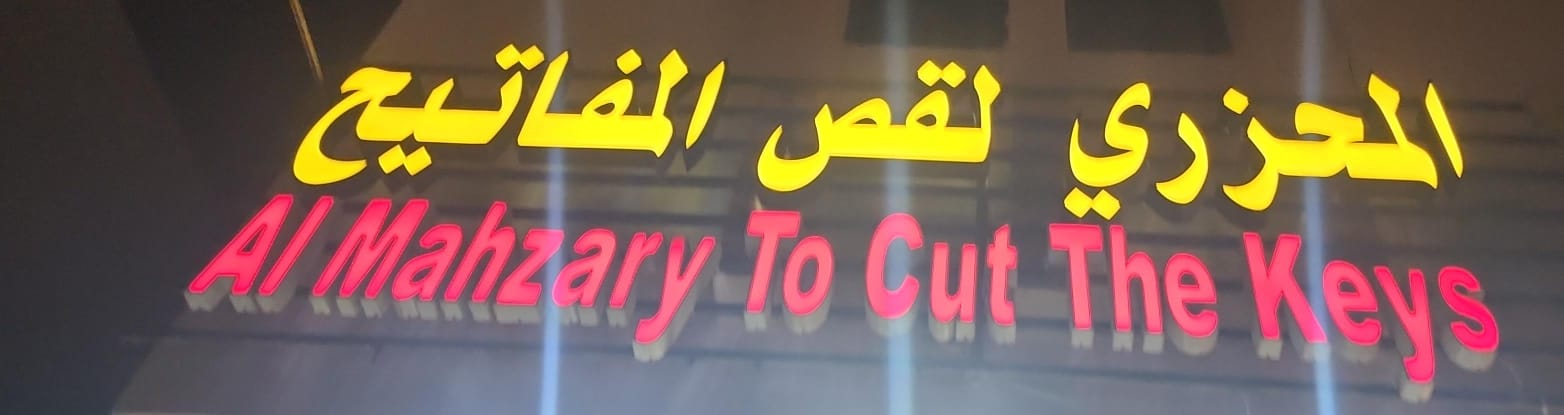 المحزري لقص المفاتيح
Al Mahzary To Cut The Keys